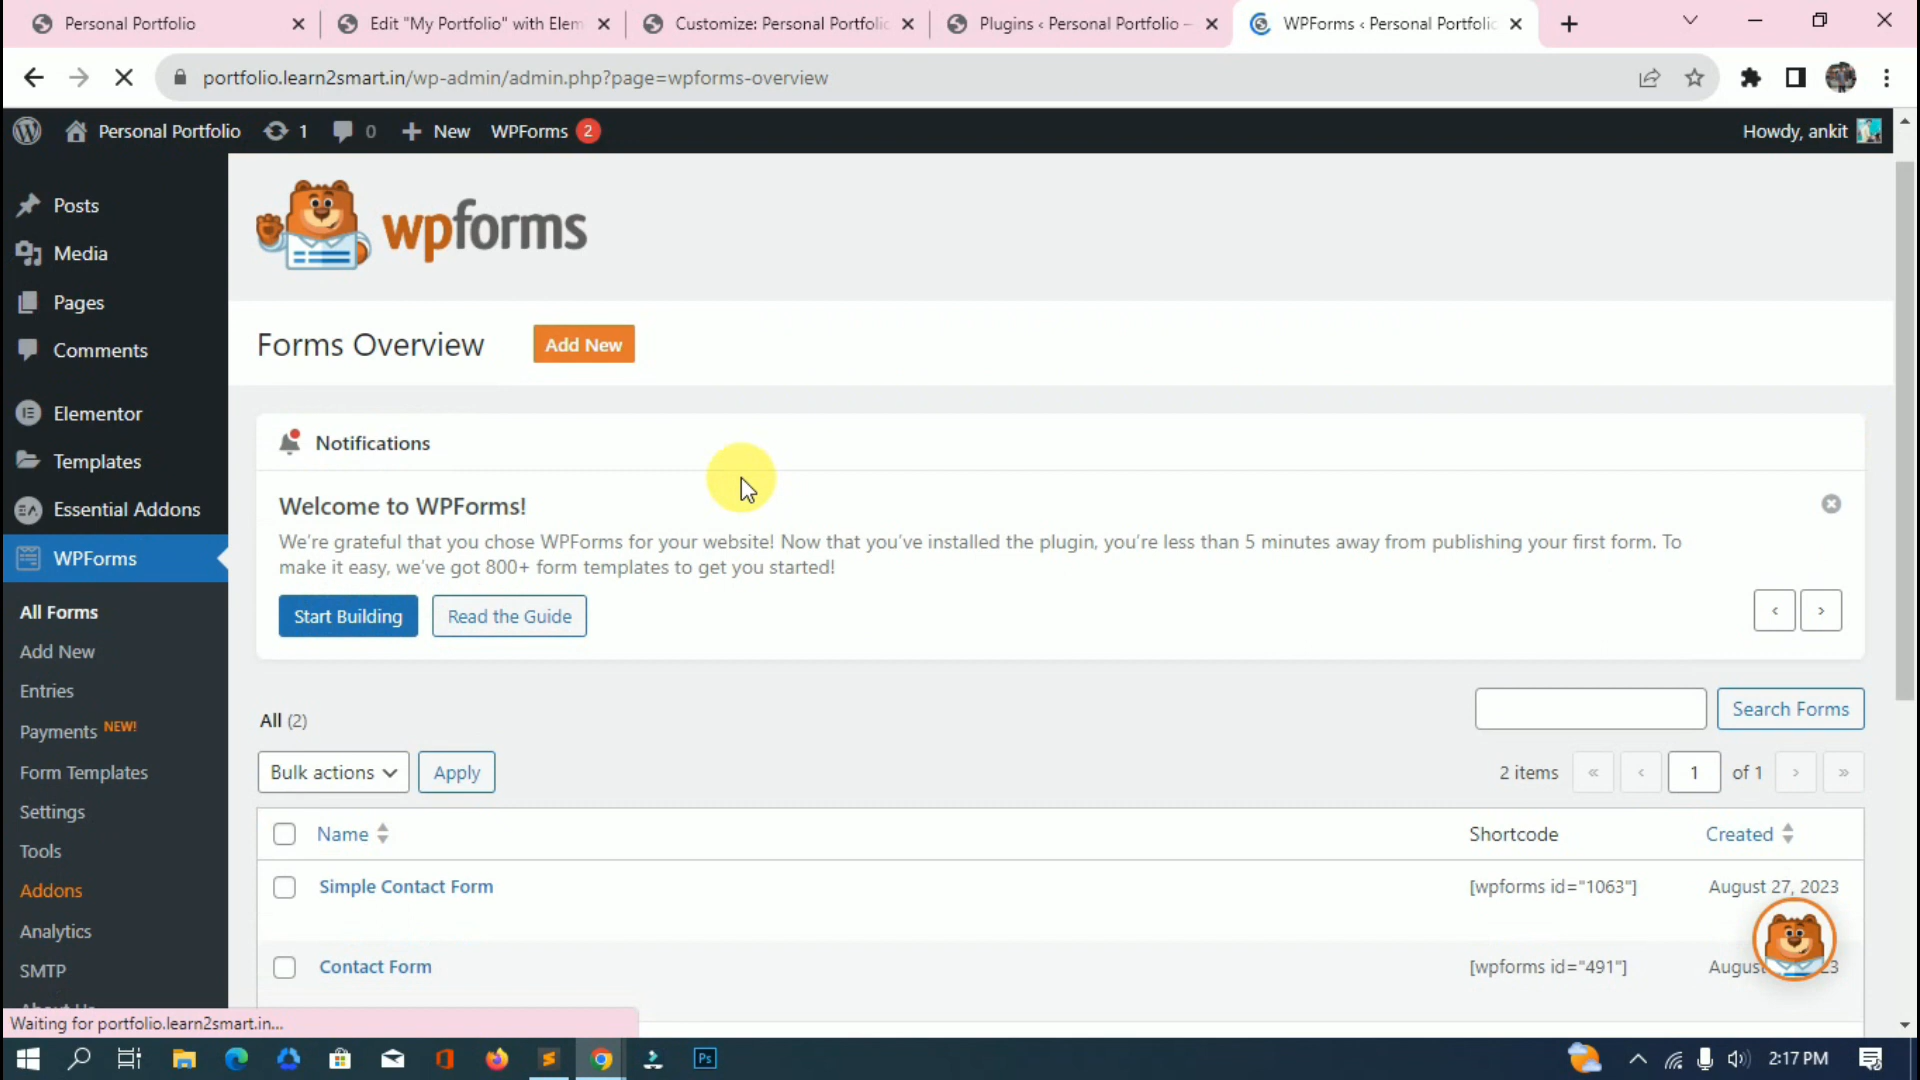 Personal Portfolio
Edit "My Portfolio" with Elem
Customize: Personal Portfolio
Plugins ‹ Personal Portfolio —
WPForms ‹ Personal Portfolio
portfolio.learn2smart.in/wp-admin/admin.php?page=wpforms-overview
Personal Portfolio 1 0 New WPForms 2
Howdy, ankit
Posts
Media
Pages
Comments
Elementor
Templates
Essential Addons
WPForms
All Forms
Add New
Entries
Payments NEW!
Form Templates
Settings
Tools
Addons
Analytics
SMTP
About Us
wpforms
Forms Overview
Add New
Notifications
Welcome to WPForms!
We're grateful that you chose WPForms for your website! Now that you've installed the plugin, you're less than 5 minutes away from publishing your first form. To
make it easy, we've got 800+ form templates to get you started!
Start Building
Read the Guide
‹ ›
All (2)
Search Forms
Bulk actions
Apply
2 items « ‹ 1 of 1 › »
Name Shortcode Created
Simple Contact Form [wpforms id="1063"] August 27, 2023
Contact Form [wpforms id="491"]
Waiting for portfolio.learn2smart.in...
Ps
2:17 PM